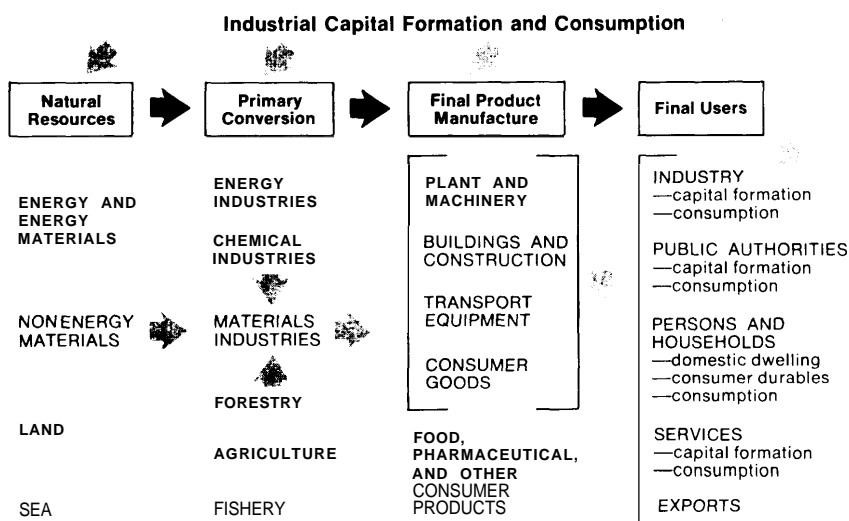 Industrial Capital Formation and Consumption
Natural
Resources
Primary
Conversion
Final Product
Manufacture
Final Users
ENERGY AND
ENERGY
MATERIALS
NONENERGY
MATERIALS
LAND
SEA
ENERGY
INDUSTRIES
CHEMICAL
INDUSTRIES
MATERIALS
INDUSTRIES
FORESTRY
AGRICULTURE
FISHERY
PLANT AND
MACHINERY
BUILDINGS AND
CONSTRUCTION
TRANSPORT
EQUIPMENT
CONSUMER
GOODS
FOOD,
PHARMACEUTICAL,
AND OTHER
CONSUMER
PRODUCTS
INDUSTRY
—capital formation
—consumption
PUBLIC AUTHORITIES
—capital formation
—consumption
PERSONS AND
HOUSEHOLDS
—domestic dwelling
—consumer durables
—consumption
SERVICES
—capital formation
—consumption
EXPORTS